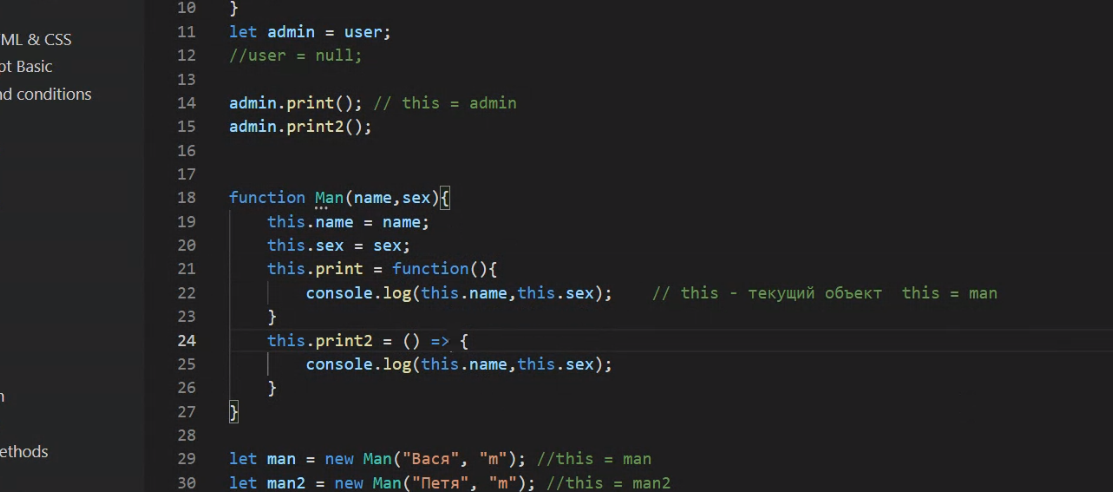 ML & CSS
pt Basic
nd conditions
n
ethods
10 }
11 let admin = user;
12 //user = null;
13
14 admin.print(); // this = admin
15 admin.print2();
16
17
18 function Man(name,sex){
19 this.name = name;
20 this.sex = sex;
21 this.print = function(){
22 console.log(this.name,this.sex); // this - текущий объект this = man
23 }
24 this.print2 = () => {
25 console.log(this.name,this.sex);
26 }
27 }
28
29 let man = new Man("Вася", "m"); //this = man
30 let man2 = new Man("Петя", "m"); //this = man2